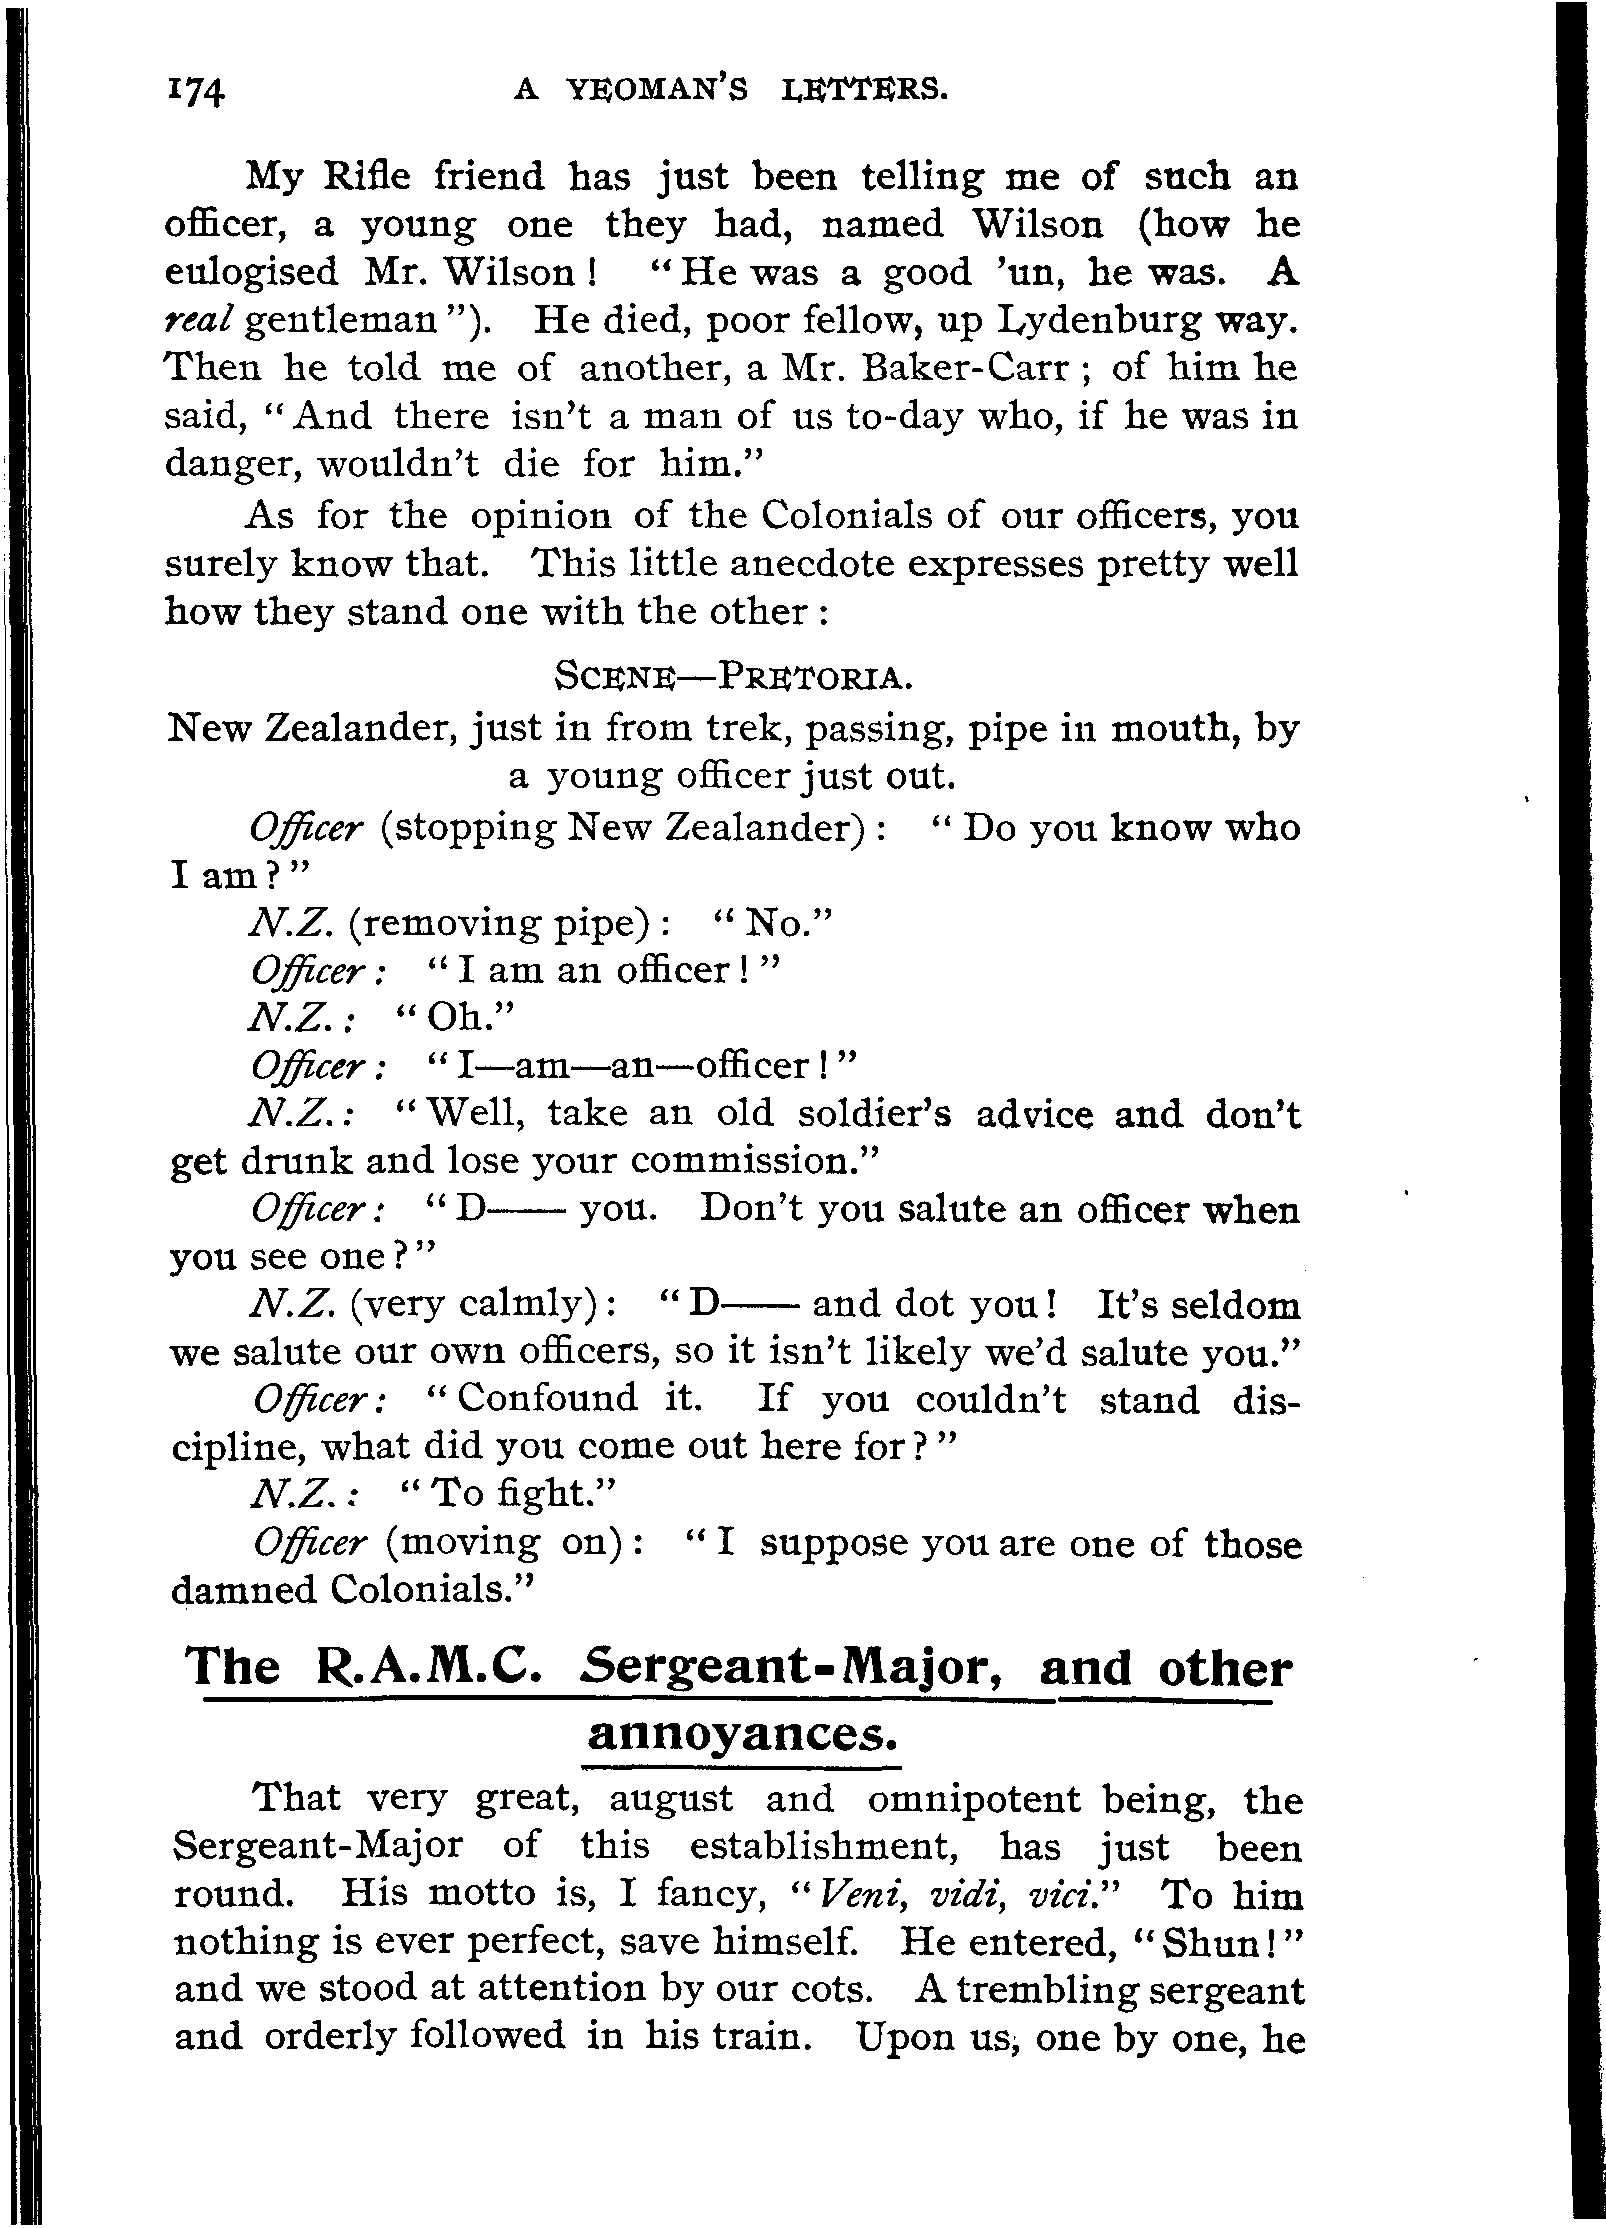 174 A YEOMAN'S LETTERS.
My Rifle friend has just been telling me of such an
officer, a young one they had, named Wilson (how he
eulogised Mr. Wilson ! “ He was a good ’un, he was. A
real gentleman ”). He died, poor fellow, up Lydenburg way.
Then he told me of another, a Mr. Baker-Carr ; of him he
said, “ And there isn’t a man of us to-day who, if he was in
danger, wouldn’t die for him.”
As for the opinion of the Colonials of our officers, you
surely know that. This little anecdote expresses pretty well
how they stand one with the other :
SCENE—PRETORIA.
New Zealander, just in from trek, passing, pipe in mouth, by
a young officer just out.
Officer (stopping New Zealander) : “ Do you know who
I am ? ”
N.Z. (removing pipe) : “ No.”
Officer : “ I am an officer ! ”
N.Z. : “ Oh.”
Officer : “ I—am—an—officer ! ”
N.Z. : “ Well, take an old soldier’s advice and don’t
get drunk and lose your commission.”
Officer : “ D—— you. Don’t you salute an officer when
you see one ? ”
N.Z. (very calmly) : “ D—— and dot you ! It’s seldom
we salute our own officers, so it isn’t likely we’d salute you.”
Officer : “ Confound it. If you couldn’t stand dis-
cipline, what did you come out here for ? ”
N.Z. : “ To fight.”
Officer (moving on) : “ I suppose you are one of those
damned Colonials.”
The R.A.M.C. Sergeant-Major, and other
annoyances.
That very great, august and omnipotent being, the
Sergeant-Major of this establishment, has just been
round. His motto is, I fancy, “ Veni, vidi, vici.” To him
nothing is ever perfect, save himself. He entered, “ Shun ! ”
and we stood at attention by our cots. A trembling sergeant
and orderly followed in his train. Upon us, one by one, he